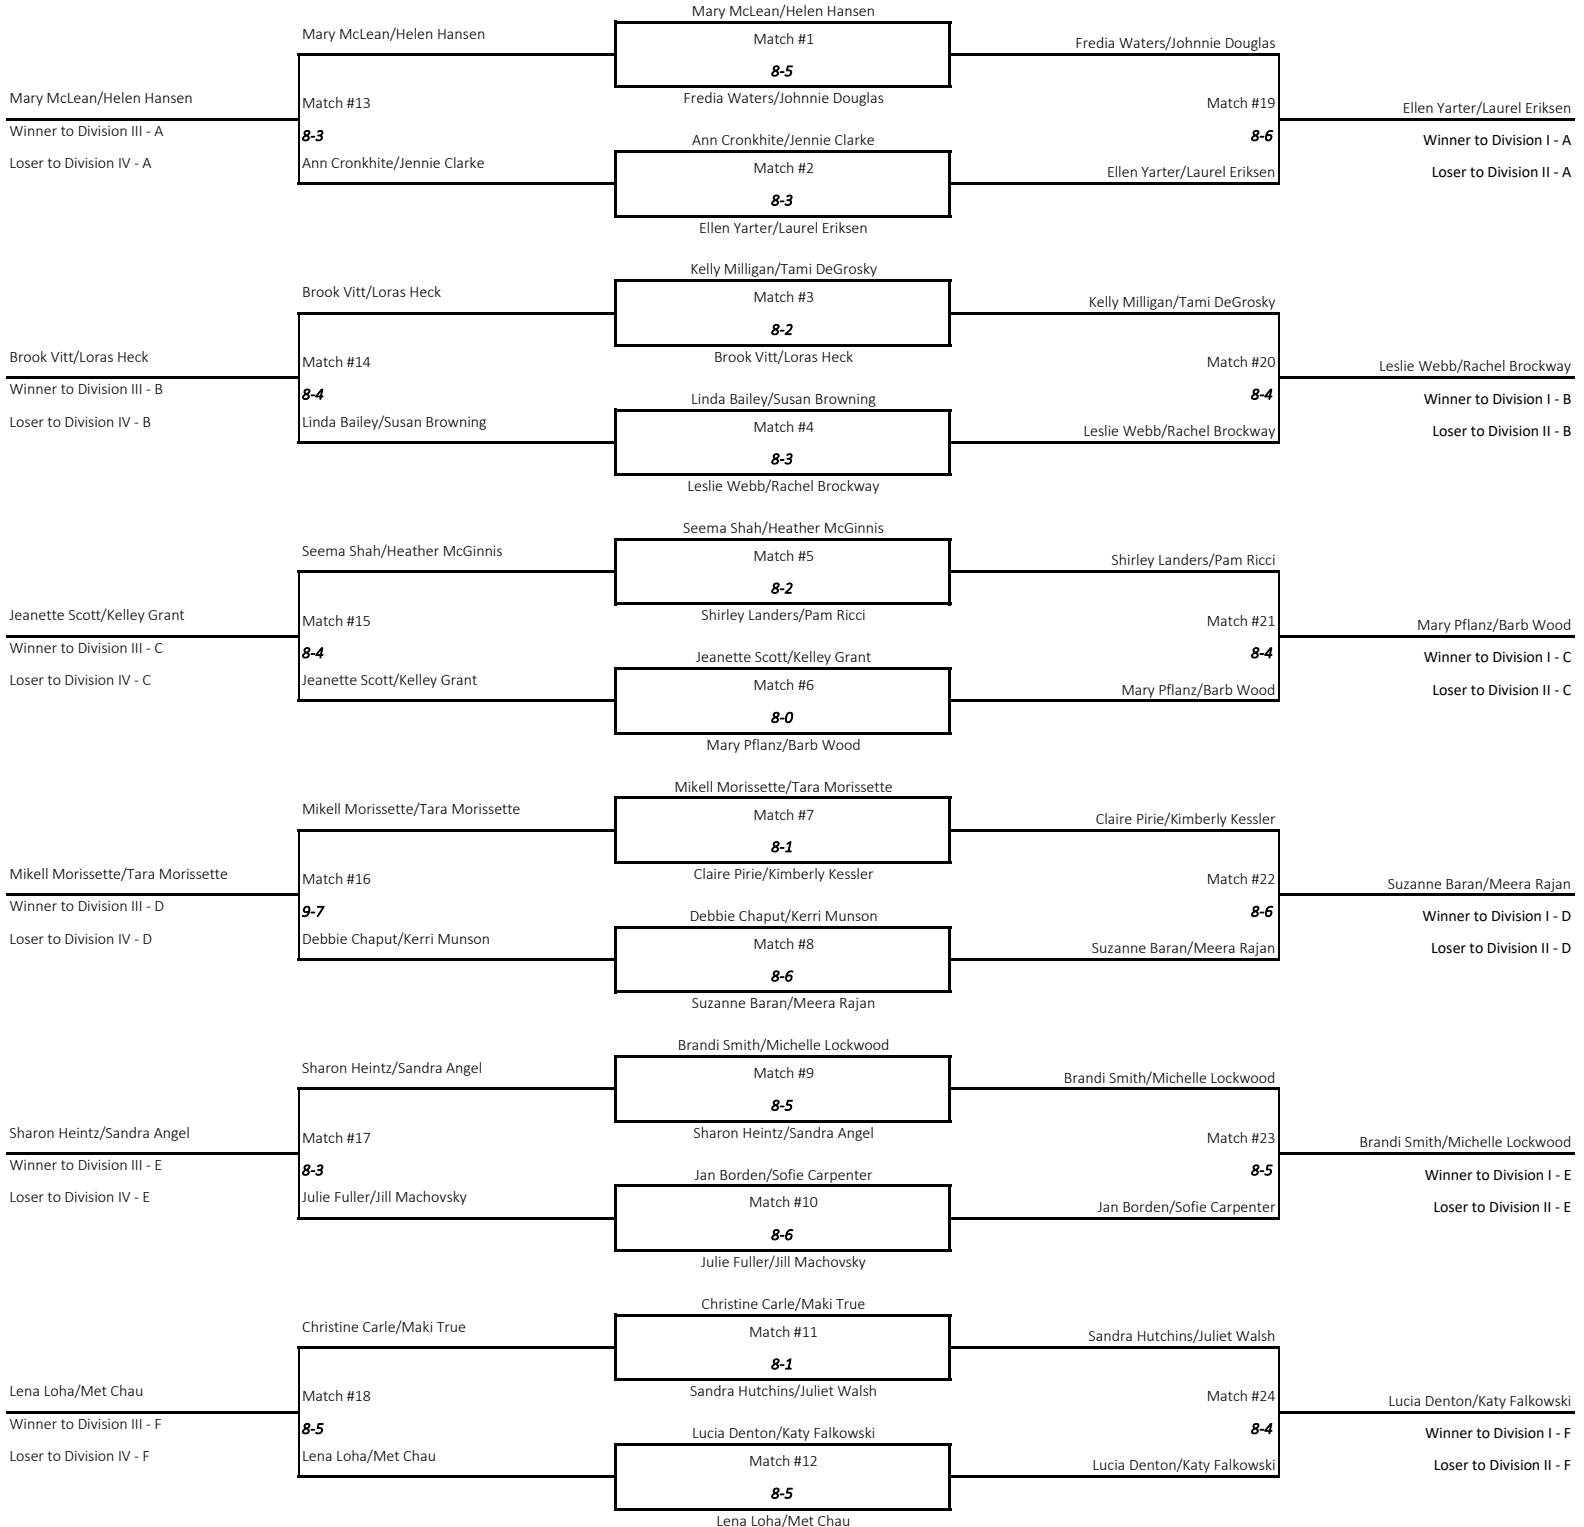 Mary McLean/Helen Hansen
Mary McLean/Helen Hansen
Match #1
Fredia Waters/Johnnie Douglas
8-5
Mary McLean/Helen Hansen
Match #13
Fredia Waters/Johnnie Douglas
Match #19
Ellen Yarter/Laurel Eriksen
Winner to Division III - A
8-3
Ann Cronkhite/Jennie Clarke
8-6
Winner to Division I - A
Loser to Division IV - A
Ann Cronkhite/Jennie Clarke
Match #2
Ellen Yarter/Laurel Eriksen
Loser to Division II - A
8-3
Ellen Yarter/Laurel Eriksen
Kelly Milligan/Tami DeGrosky
Brook Vitt/Loras Heck
Match #3
Kelly Milligan/Tami DeGrosky
8-2
Brook Vitt/Loras Heck
Match #14
Brook Vitt/Loras Heck
Match #20
Leslie Webb/Rachel Brockway
Winner to Division III - B
8-4
Linda Bailey/Susan Browning
8-4
Winner to Division I - B
Loser to Division IV - B
Linda Bailey/Susan Browning
Match #4
Leslie Webb/Rachel Brockway
Loser to Division II - B
8-3
Leslie Webb/Rachel Brockway
Seema Shah/Heather McGinnis
Seema Shah/Heather McGinnis
Match #5
Shirley Landers/Pam Ricci
8-2
Jeanette Scott/Kelley Grant
Match #15
Shirley Landers/Pam Ricci
Match #21
Mary Pflanz/Barb Wood
Winner to Division III - C
8-4
Jeanette Scott/Kelley Grant
8-4
Winner to Division I - C
Loser to Division IV - C
Jeanette Scott/Kelley Grant
Match #6
Mary Pflanz/Barb Wood
Loser to Division II - C
8-0
Mary Pflanz/Barb Wood
Mikell Morissette/Tara Morissette
Mikell Morissette/Tara Morissette
Match #7
Claire Pirie/Kimberly Kessler
8-1
Mikell Morissette/Tara Morissette
Match #16
Claire Pirie/Kimberly Kessler
Match #22
Suzanne Baran/Meera Rajan
Winner to Division III - D
9-7
Debbie Chaput/Kerri Munson
8-6
Winner to Division I - D
Loser to Division IV - D
Debbie Chaput/Kerri Munson
Match #8
Suzanne Baran/Meera Rajan
Loser to Division II - D
8-6
Suzanne Baran/Meera Rajan
Brandi Smith/Michelle Lockwood
Sharon Heintz/Sandra Angel
Match #9
Brandi Smith/Michelle Lockwood
8-5
Sharon Heintz/Sandra Angel
Match #17
Sharon Heintz/Sandra Angel
Match #23
Brandi Smith/Michelle Lockwood
Winner to Division III - E
8-3
Jan Borden/Sofie Carpenter
8-5
Winner to Division I - E
Loser to Division IV - E
Julie Fuller/Jill Machovsky
Match #10
Jan Borden/Sofie Carpenter
Loser to Division II - E
8-6
Julie Fuller/Jill Machovsky
Christine Carle/Maki True
Christine Carle/Maki True
Match #11
Sandra Hutchins/Juliet Walsh
8-1
Lena Loha/Met Chau
Match #18
Sandra Hutchins/Juliet Walsh
Match #24
Lucia Denton/Katy Falkowski
Winner to Division III - F
8-5
Lucia Denton/Katy Falkowski
8-4
Winner to Division I - F
Loser to Division IV - F
Lena Loha/Met Chau
Match #12
Lucia Denton/Katy Falkowski
Loser to Division II - F
8-5
Lena Loha/Met Chau